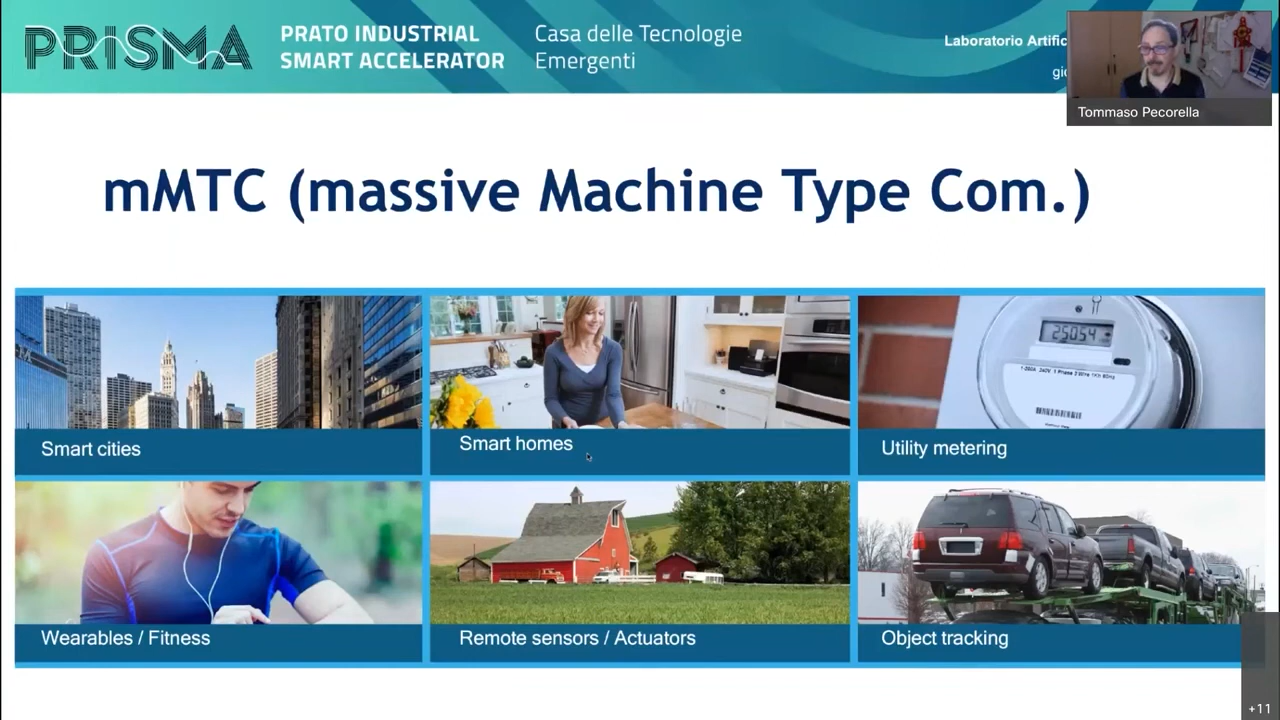 PRISMA
PRATO INDUSTRIAL
SMART ACCELERATOR
Casa delle Tecnologie
Emergenti
Laboratorio
Tommaso Pecorella
mMTC (massive Machine Type Com.)
25054
Smart cities
Smart homes
Utility metering
Wearables / Fitness
Remote sensors / Actuators
Object tracking
+11